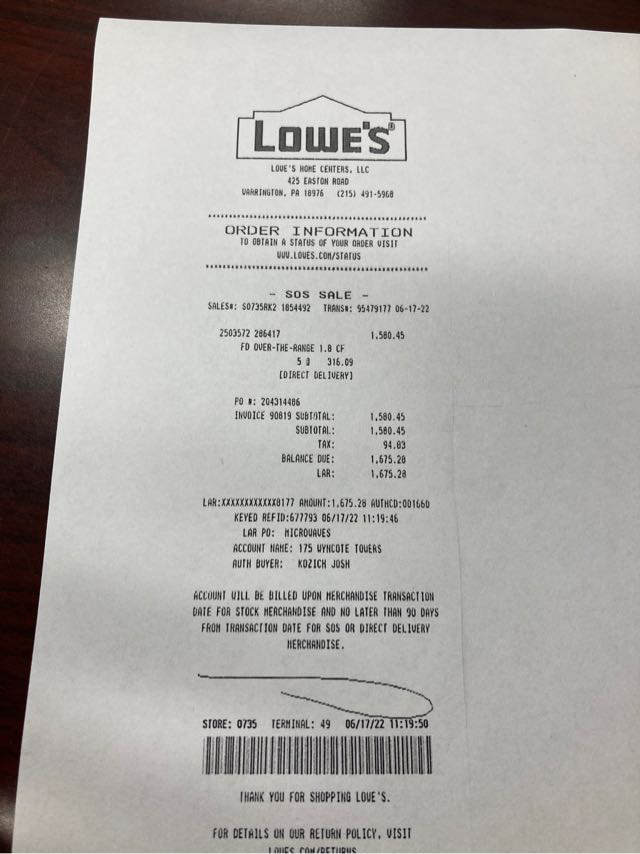 LOWE'S®
LOWE'S HOME CENTERS, LLC
425 EASTON ROAD
WARRINGTON, PA 18976 (215) 491-5968
ORDER INFORMATION
TO OBTAIN A STATUS OF YOUR ORDER VISIT
WWW.LOWES.COM/STATUS
- SOS SALE -
SALES#: S0735RK2 1854492 TRANS#: 95479177 06-17-22
2503572 286417 1,580.45
FD OVER-THE-RANGE 1.8 CF
5 @ 316.09
[DIRECT DELIVERY]
PO #: 204314486
INVOICE 90819 SUBTOTAL: 1,580.45
SUBTOTAL: 1,580.45
TAX: 94.83
BALANCE DUE: 1,675.28
LAR: 1,675.28
LAR:XXXXXXXXXXXX8177 AMOUNT:1,675.28 AUTHCD:001660
KEYED REFID:677793 06/17/22 11:19:46
LAR PO: MICROWAVES
ACCOUNT NAME: 175 WYNCOTE TOWERS
AUTH BUYER: KOZICH JOSH
ACCOUNT WILL BE BILLED UPON MERCHANDISE TRANSACTION
DATE FOR STOCK MERCHANDISE AND NO LATER THAN 90 DAYS
FROM TRANSACTION DATE FOR SOS OR DIRECT DELIVERY
MERCHANDISE.
STORE: 0735 TERMINAL: 49 06/17/22 11:19:50
THANK YOU FOR SHOPPING LOWE'S.
FOR DETAILS ON OUR RETURN POLICY, VISIT
LOWES.COM/RETURNS